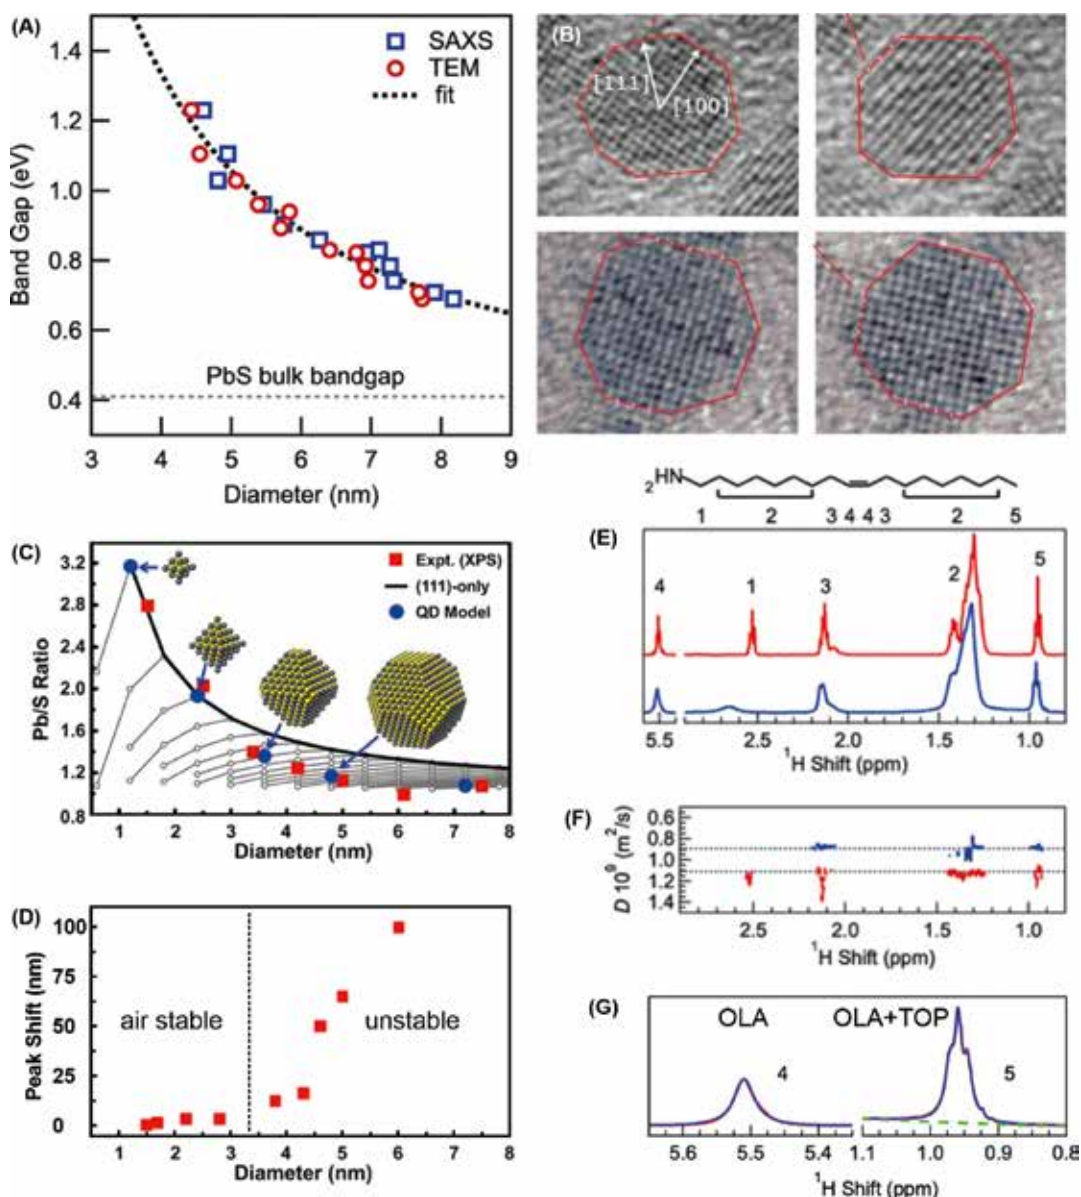 (A)
1.4
1.2
1.0
0.8
0.6
0.4
Band Gap (eV)
SAXS
TEM
fit
PbS bulk bandgap
3 4 5 6 7 8 9
Diameter (nm)
(B)
[111]
[100]
(C)
3.2
2.8
2.4
2.0
1.6
1.2
0.8
Pb/S Ratio
Expt. (XPS)
(111)-only
QD Model
1 2 3 4 5 6 7 8
Diameter (nm)
(D)
100
75
50
25
0
Peak Shift (nm)
air stable
unstable
1 2 3 4 5 6 7 8
Diameter (nm)
₂HN
1 2 3 4 4 3 2 5
(E)
4 1 3 2 5
5.5 2.5 2.0 1.5 1.0
¹H Shift (ppm)
(F)
0.6
0.8
1.0
1.2
1.4
D 10⁹ (m²/s)
2.5 2.0 1.5 1.0
¹H Shift (ppm)
(G)
OLA OLA+TOP
4 5
5.6 5.5 5.4 1.1 1.0 0.9 0.8
¹H Shift (ppm)